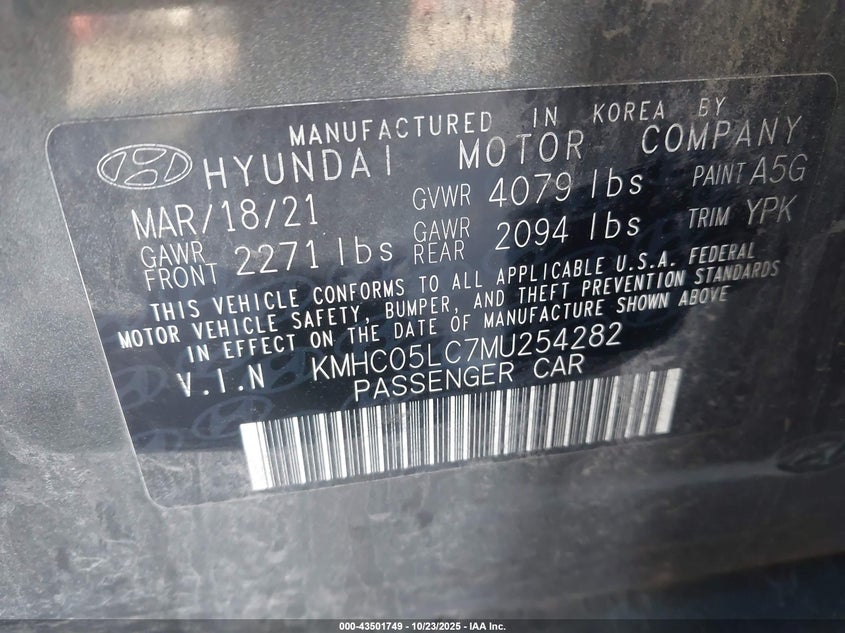 MANUFACTURED IN KOREA BY
HYUNDAI MOTOR COMPANY
MAR/18/21 GVWR 4079 lbs PAINT A5G
GAWR FRONT 2271 lbs GAWR REAR 2094 lbs TRIM YPK
THIS VEHICLE CONFORMS TO ALL APPLICABLE U.S.A. FEDERAL
MOTOR VEHICLE SAFETY, BUMPER, AND THEFT PREVENTION STANDARDS
IN EFFECT ON THE DATE OF MANUFACTURE SHOWN ABOVE
V.I.N KMHC05LC7MU254282
PASSENGER CAR
000-43501749 - 10/23/2025 - IAA Inc.